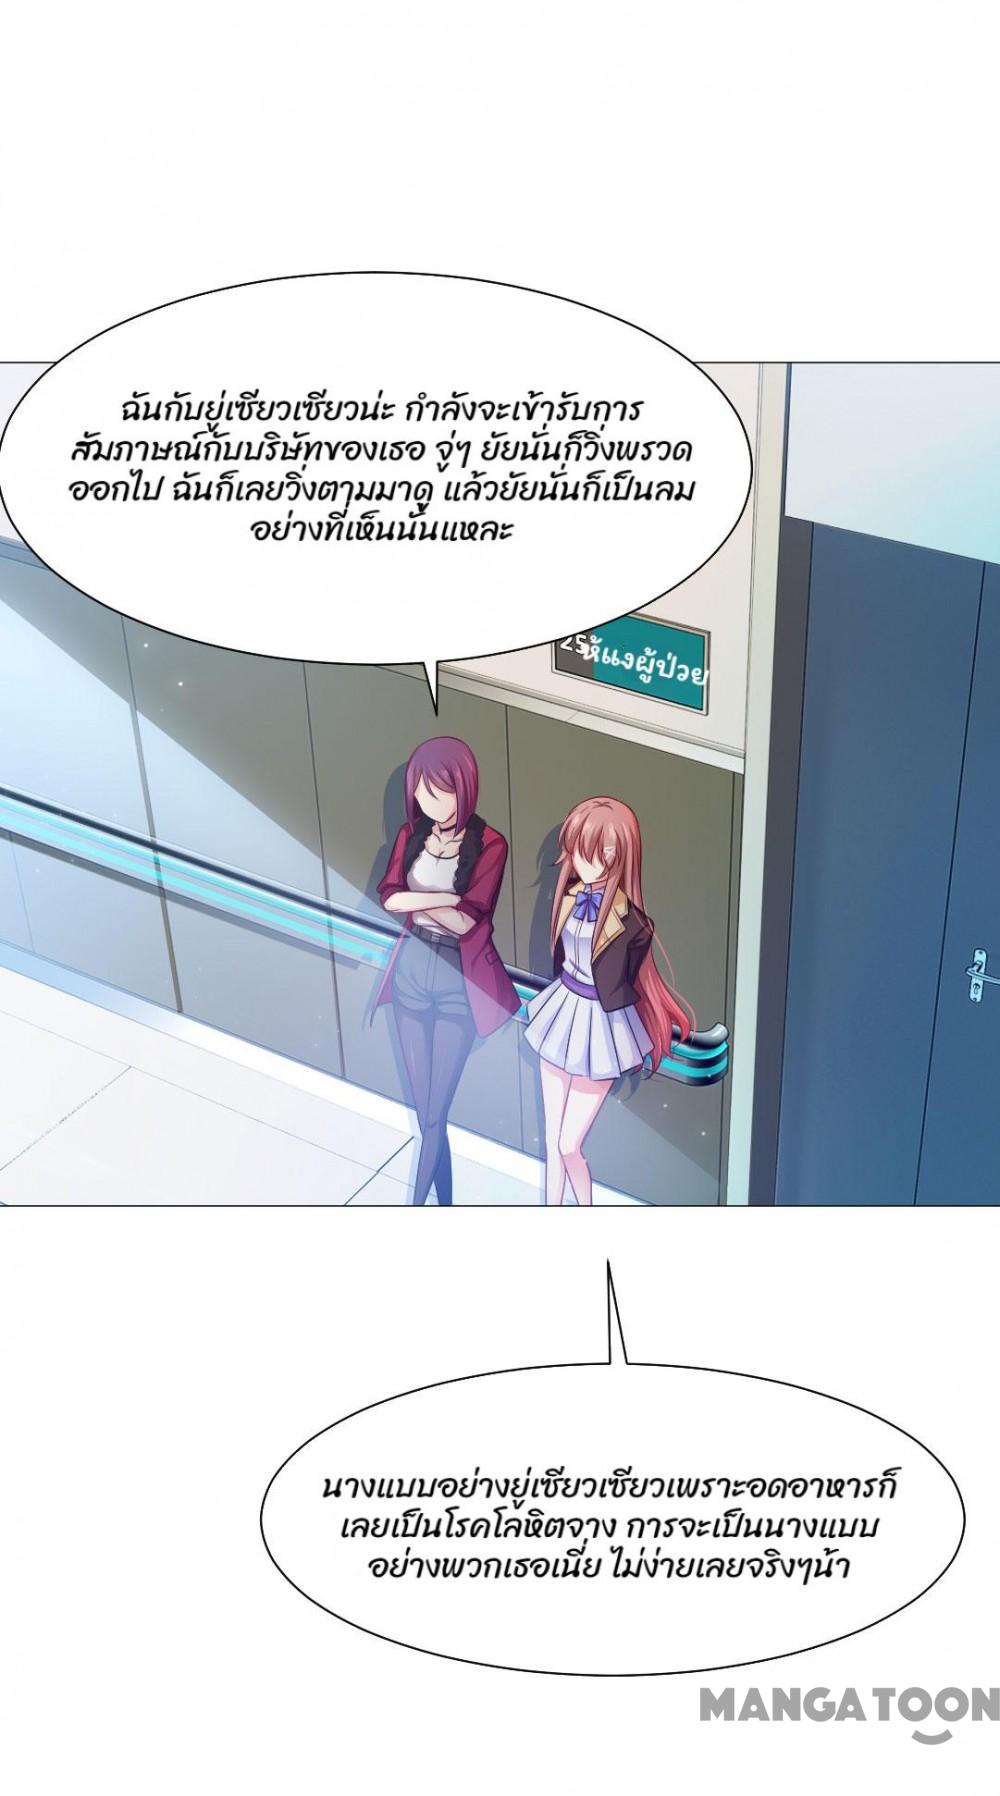 ฉันกับยู่เซียวเซียวน่ะ กำลังจะเข้ารับการ
สัมภาษณ์กับบริษัทของเธอ จู่ๆ ยัยนั่นก็วิ่งพรวด
ออกไป ฉันก็เลยวิ่งตามมาดู แล้วยัยนั่นก็เป็นลม
อย่างที่เห็นนั่นแหละ
25
ห้แงผู้ป่วย
นางแบบอย่างยู่เซียวเซียวเพราะอดอาหารก็
เลยเป็นโรคโลหิตจาง การจะเป็นนางแบบ
อย่างพวกเธอเนี่ย ไม่ง่ายเลยจริงๆน้า
MANGATOON